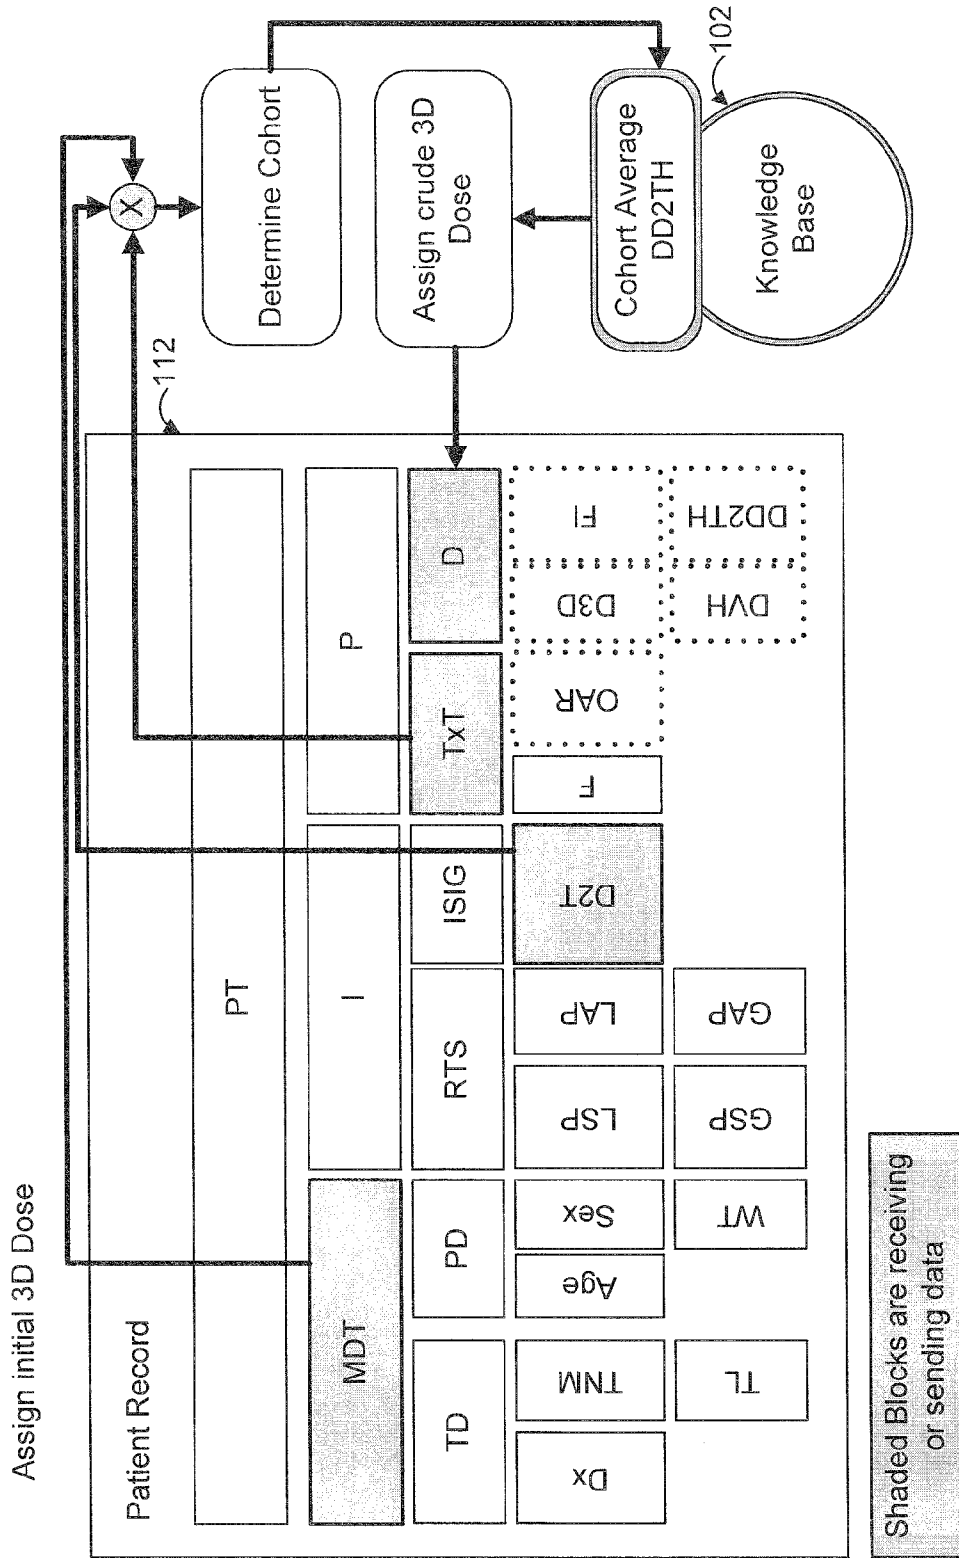 Assign initial 3D Dose
Patient Record
112
PT
MDT
I
P
TD
PD
RTS
ISIG
TxT
D
Dx
TNM
Age
Sex
LSP
LAP
D2T
F
OAR
D3D
FI
TL
WT
GSP
GAP
DVH
DD2TH
X
Determine Cohort
Assign crude 3D
Dose
Cohort Average
DD2TH
102
Knowledge
Base
Shaded Blocks are receiving
or sending data